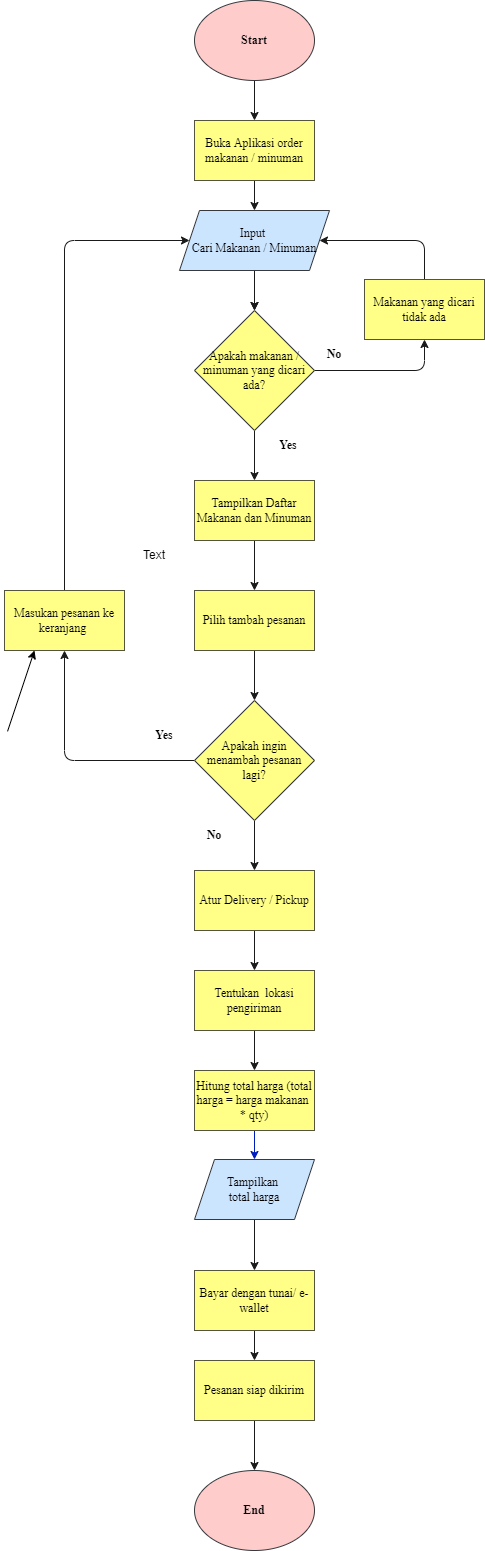 Start
Buka Aplikasi order
makanan / minuman
Input
Cari Makanan / Minuman
Makanan yang dicari
tidak ada
Apakah makanan /
minuman yang dicari
ada?
No
Yes
Tampilkan Daftar
Makanan dan Minuman
Text
Masukan pesanan ke
keranjang
Pilih tambah pesanan
Yes
Apakah ingin
menambah pesanan
lagi?
No
Atur Delivery / Pickup
Tentukan lokasi
pengiriman
Hitung total harga (total
harga = harga makanan
* qty)
Tampilkan
total harga
Bayar dengan tunai/ e-
wallet
Pesanan siap dikirim
End